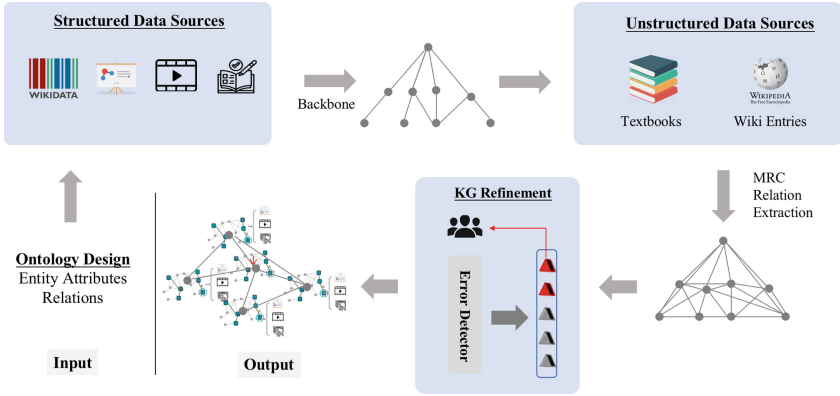 Structured Data Sources
WIKIDATA
Backbone
Unstructured Data Sources
Textbooks
WIKIPEDIA
The Free Encyclopedia
Wiki Entries
MRC
Relation
Extraction
KG Refinement
Error Detector
Ontology Design
Entity Attributes
Relations
Input
Output